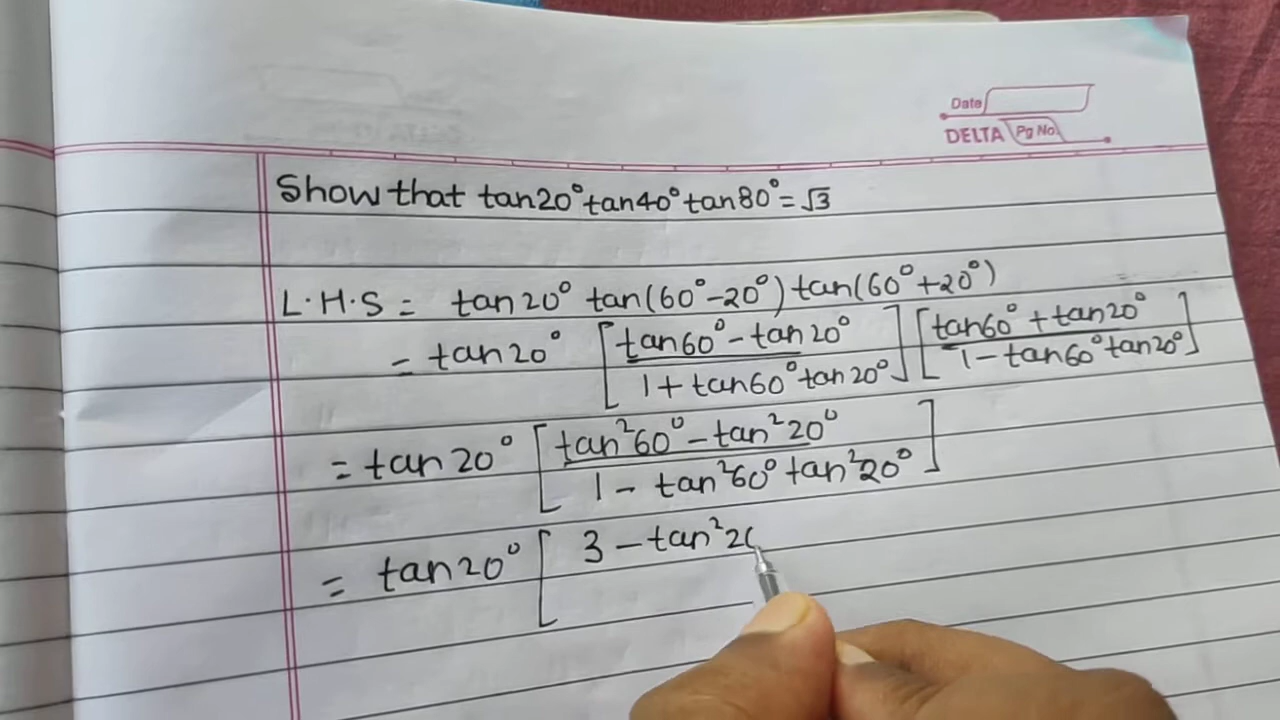 Date
DELTA Pg No.
Show that tan20° tan40° tan80° = √3
L.H.S = tan20° tan(60°-20°) tan(60°+20°)
= tan20° [ tan60° - tan20° / 1 + tan60° tan20° ] [ tan60° + tan20° / 1 - tan60° tan20° ]
= tan20° [ tan²60° - tan²20° / 1 - tan²60° tan²20° ]
= tan20° [ 3 - tan²20